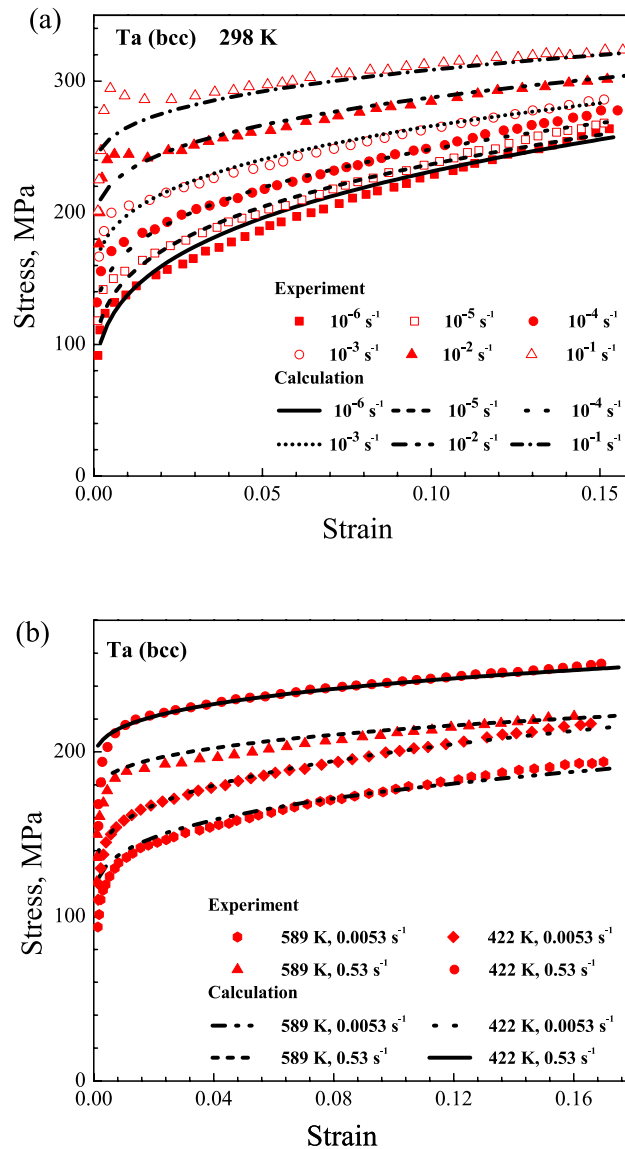 (a)
Ta (bcc) 298 K
300
200
100
0
Stress, MPa
Experiment
10⁻⁶ s⁻¹ 10⁻⁵ s⁻¹ 10⁻⁴ s⁻¹
10⁻³ s⁻¹ 10⁻² s⁻¹ 10⁻¹ s⁻¹
Calculation
10⁻⁶ s⁻¹ 10⁻⁵ s⁻¹ 10⁻⁴ s⁻¹
10⁻³ s⁻¹ 10⁻² s⁻¹ 10⁻¹ s⁻¹
0.00 0.05 0.10 0.15
Strain
(b)
Ta (bcc)
200
100
0
Stress, MPa
Experiment
589 K, 0.0053 s⁻¹ 422 K, 0.0053 s⁻¹
589 K, 0.53 s⁻¹ 422 K, 0.53 s⁻¹
Calculation
589 K, 0.0053 s⁻¹ 422 K, 0.0053 s⁻¹
589 K, 0.53 s⁻¹ 422 K, 0.53 s⁻¹
0.00 0.04 0.08 0.12 0.16
Strain